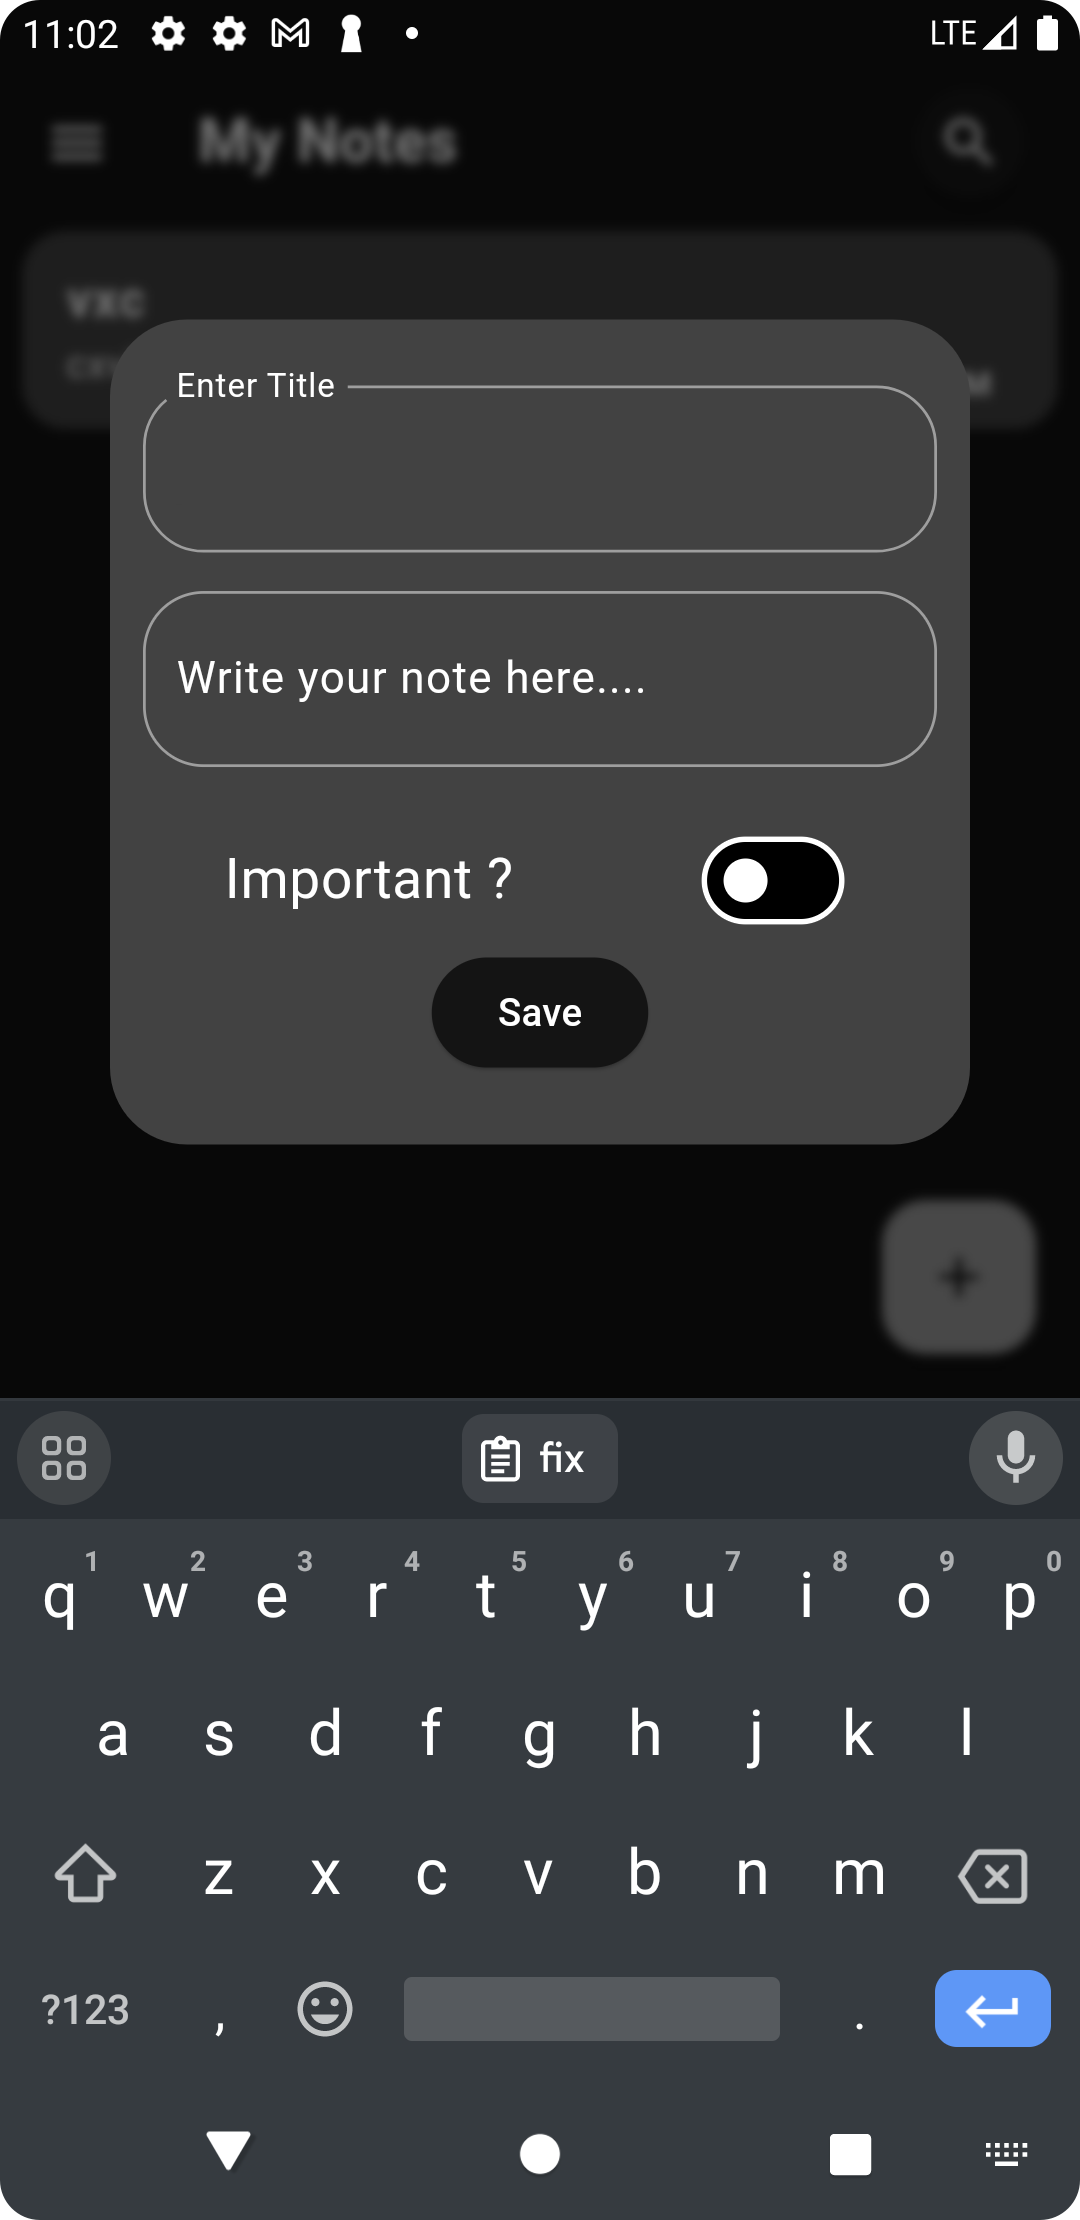 11:02
LTE
My Notes
vxc
Enter Title
Write your note here....
Important ?
Save
fix
1 2 3 4 5 6 7 8 9 0
q w e r t y u i o p
a s d f g h j k l
z x c v b n m
?123 , .